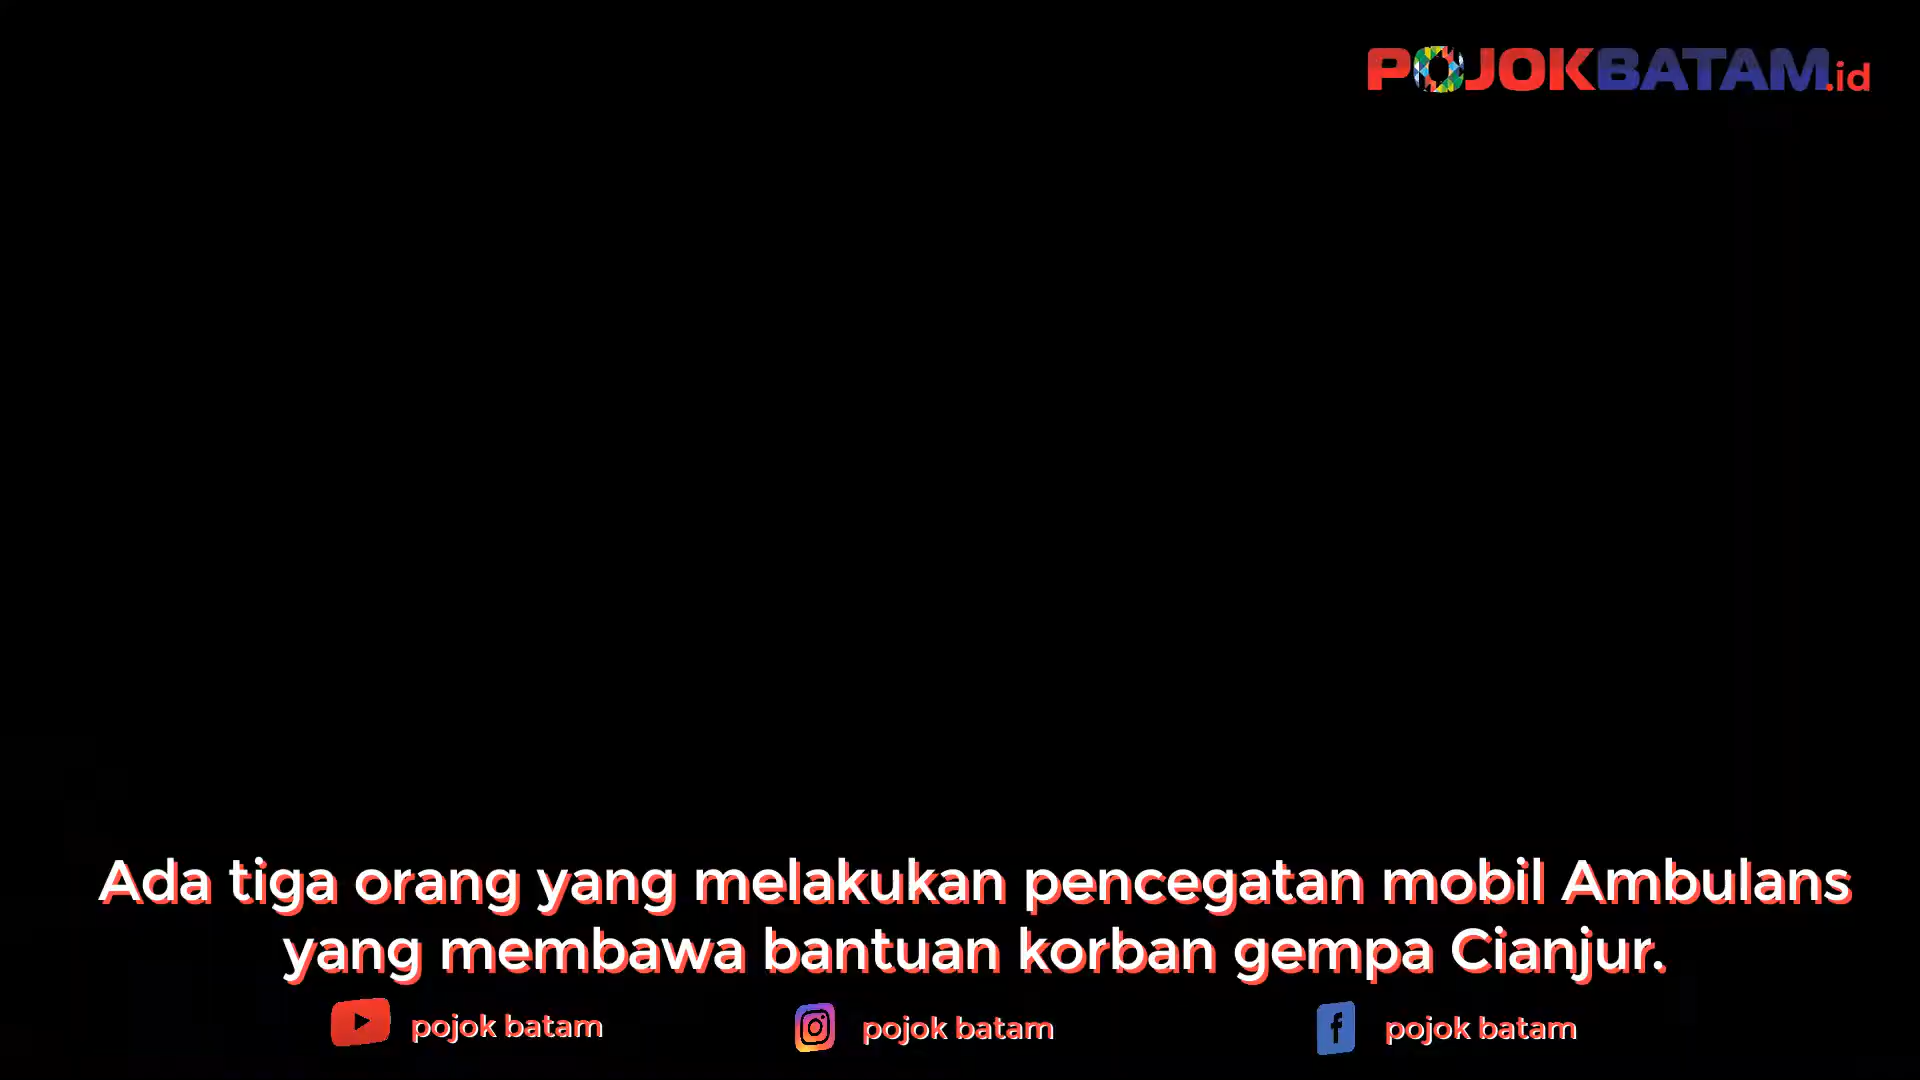 POJOKBATAM.id
Ada tiga orang yang melakukan pencegatan mobil Ambulans
yang membawa bantuan korban gempa Cianjur.
pojok batam
pojok batam
pojok batam